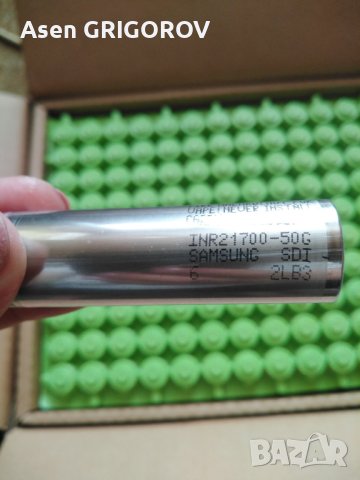 Asen GRIGOROV
INR21700-50G
SAMSUNG SDI
2LB3
BAZAR